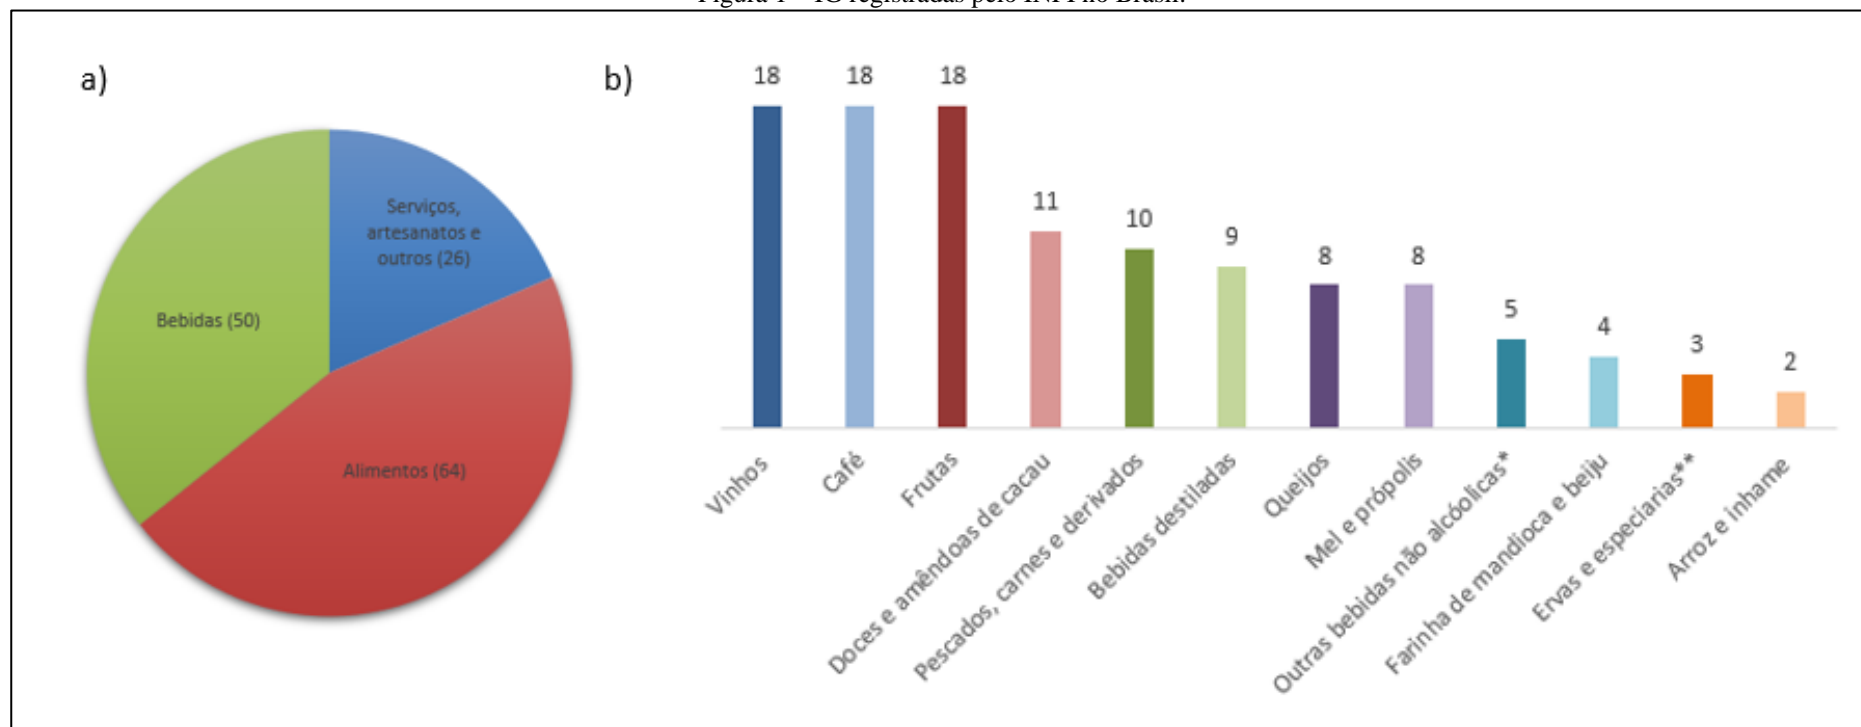 a)
Serviços,
artesanatos e
outros (26)
Bebidas (50)
Alimentos (64)
b)
18
18
18
11
10
9
8
8
5
4
3
2
Vinhos
Café
Frutas
Doces e amêndoas de cacau
Pescados, carnes e derivados
Bebidas destiladas
Queijos
Mel e própolis
Outras bebidas não alcóolicas*
Farinha de mandioca e beiju
Ervas e especiarias**
Arroz e inhame